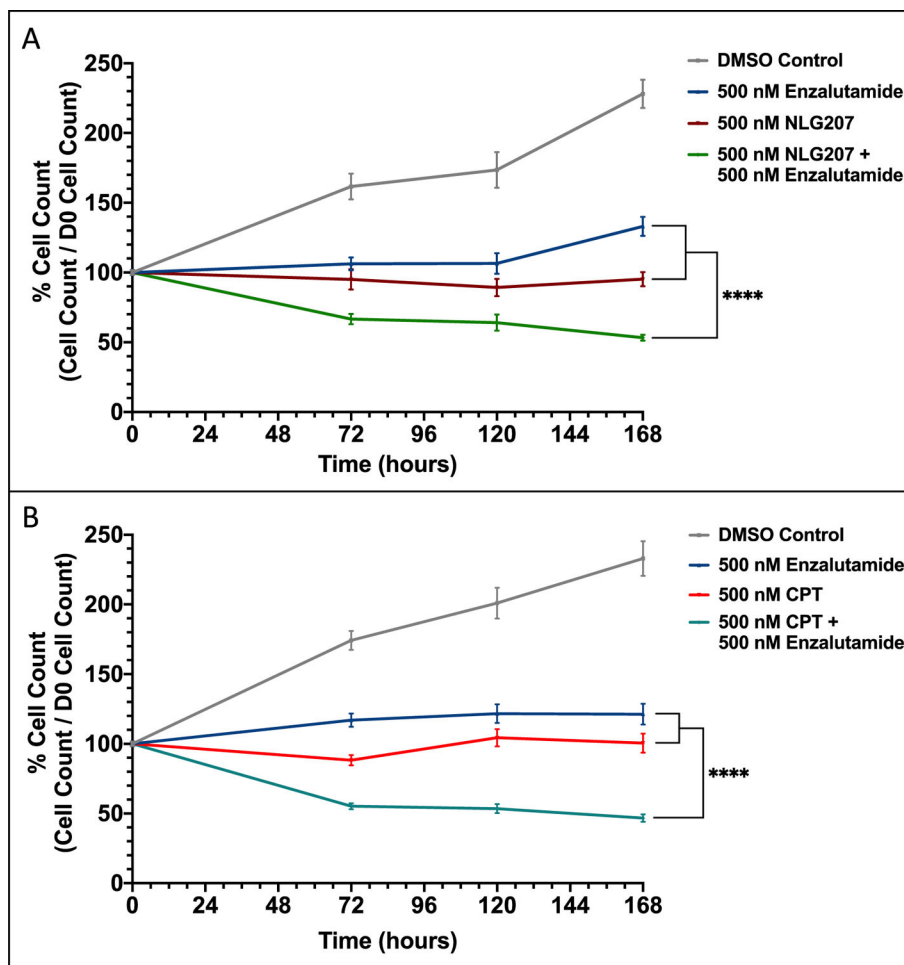 A
DMSO Control
500 nM Enzalutamide
500 nM NLG207
500 nM NLG207 +
500 nM Enzalutamide
% Cell Count
(Cell Count / D0 Cell Count)
250
200
150
100
50
0
****
0 24 48 72 96 120 144 168
Time (hours)
B
DMSO Control
500 nM Enzalutamide
500 nM CPT
500 nM CPT +
500 nM Enzalutamide
% Cell Count
(Cell Count / D0 Cell Count)
250
200
150
100
50
0
****
0 24 48 72 96 120 144 168
Time (hours)